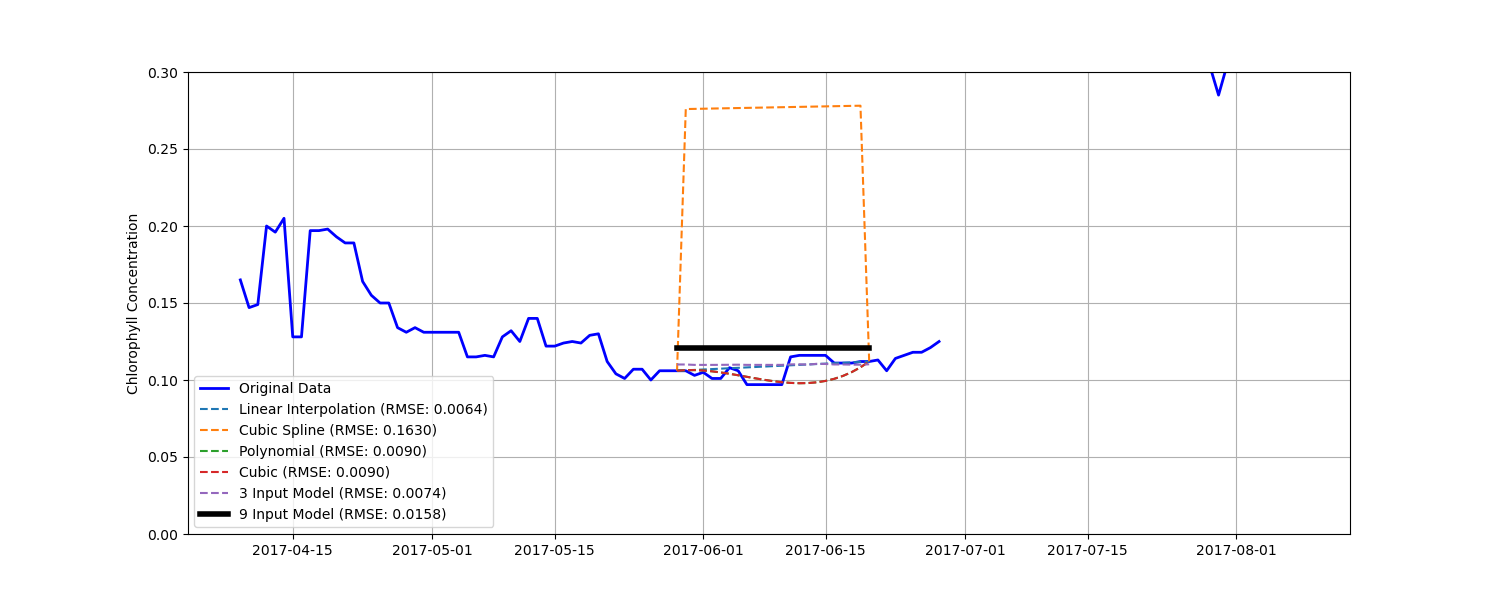 0.30
0.25
0.20
0.15
0.10
0.05
0.00
Chlorophyll Concentration
Original Data
Linear Interpolation (RMSE: 0.0064)
Cubic Spline (RMSE: 0.1630)
Polynomial (RMSE: 0.0090)
Cubic (RMSE: 0.0090)
3 Input Model (RMSE: 0.0074)
9 Input Model (RMSE: 0.0158)
2017-04-15 2017-05-01 2017-05-15 2017-06-01 2017-06-15 2017-07-01 2017-07-15 2017-08-01